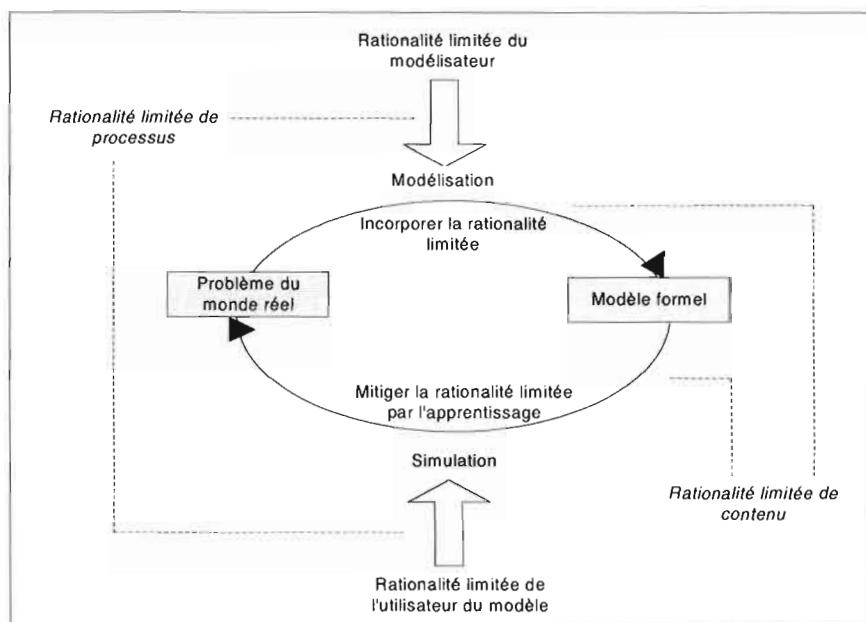 Rationalité limitée du
modélisateur
Rationalité limitée de
processus
Modélisation
Incorporer la rationalité
limitée
Problème du
monde réel
Modèle formel
Mitiger la rationalité limitée
par l'apprentissage
Simulation
Rationalité limitée de
contenu
Rationalité limitée de
l'utilisateur du modèle